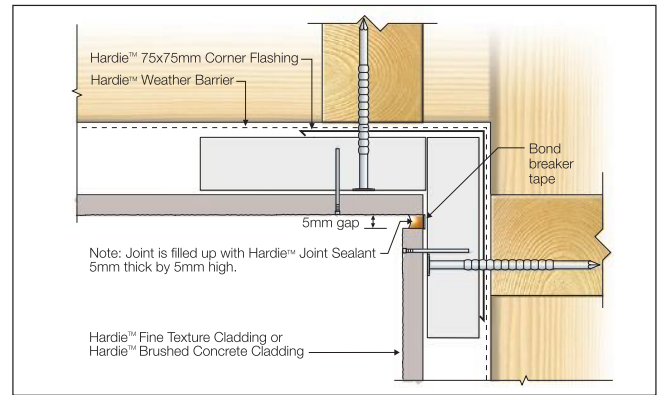 Hardie™ 75x75mm Corner Flashing
Hardie™ Weather Barrier
Bond
breaker
tape
5mm gap
Note: Joint is filled up with Hardie™ Joint Sealant
5mm thick by 5mm high.
Hardie™ Fine Texture Cladding or
Hardie™ Brushed Concrete Cladding